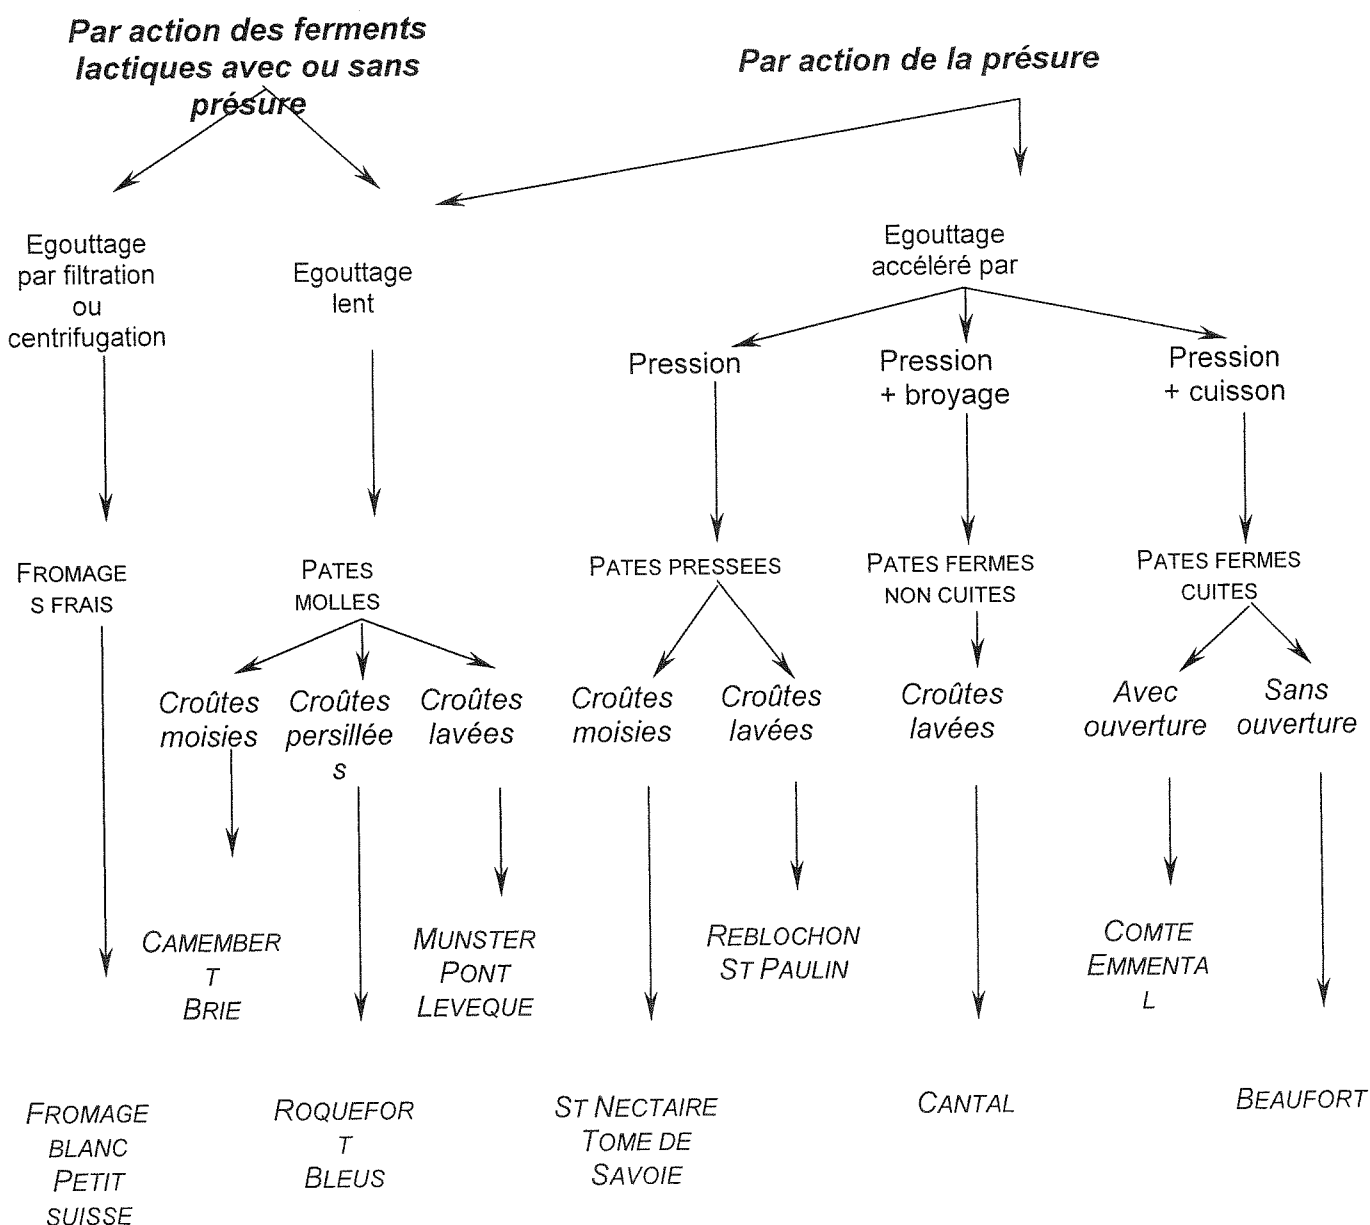 Par action des ferments
lactiques avec ou sans
présure
Par action de la présure
Egouttage
par filtration
ou
centrifugation
Egouttage
lent
Egouttage
accéléré par
Pression
Pression
+ broyage
Pression
+ cuisson
FROMAGE
S FRAIS
PATES
MOLLES
PATES PRESSEES
PATES FERMES
NON CUITES
PATES FERMES
CUITES
Croûtes
moisies
Croûtes
persillée
s
Croûtes
lavées
Croûtes
moisies
Croûtes
lavées
Croûtes
lavées
Avec
ouverture
Sans
ouverture
CAMEMBER
T
BRIE
MUNSTER
PONT
LEVEQUE
REBLOCHON
ST PAULIN
COMTE
EMMENTA
L
FROMAGE
BLANC
PETIT
SUISSE
ROQUEFOR
T
BLEUS
ST NECTAIRE
TOME DE
SAVOIE
CANTAL
BEAUFORT